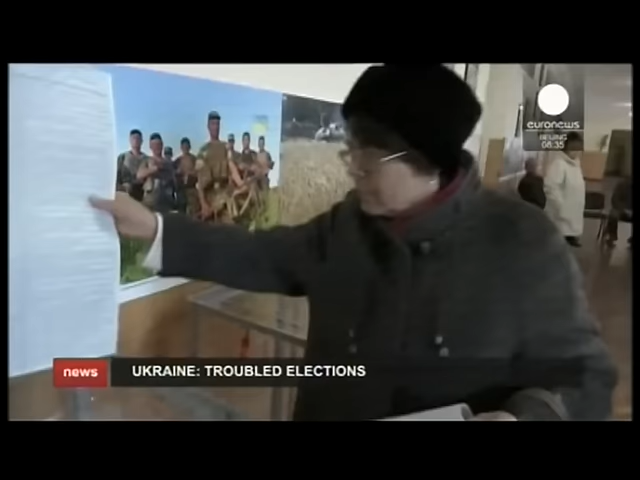 euronews
BEIJING
08:35
news
UKRAINE: TROUBLED ELECTIONS